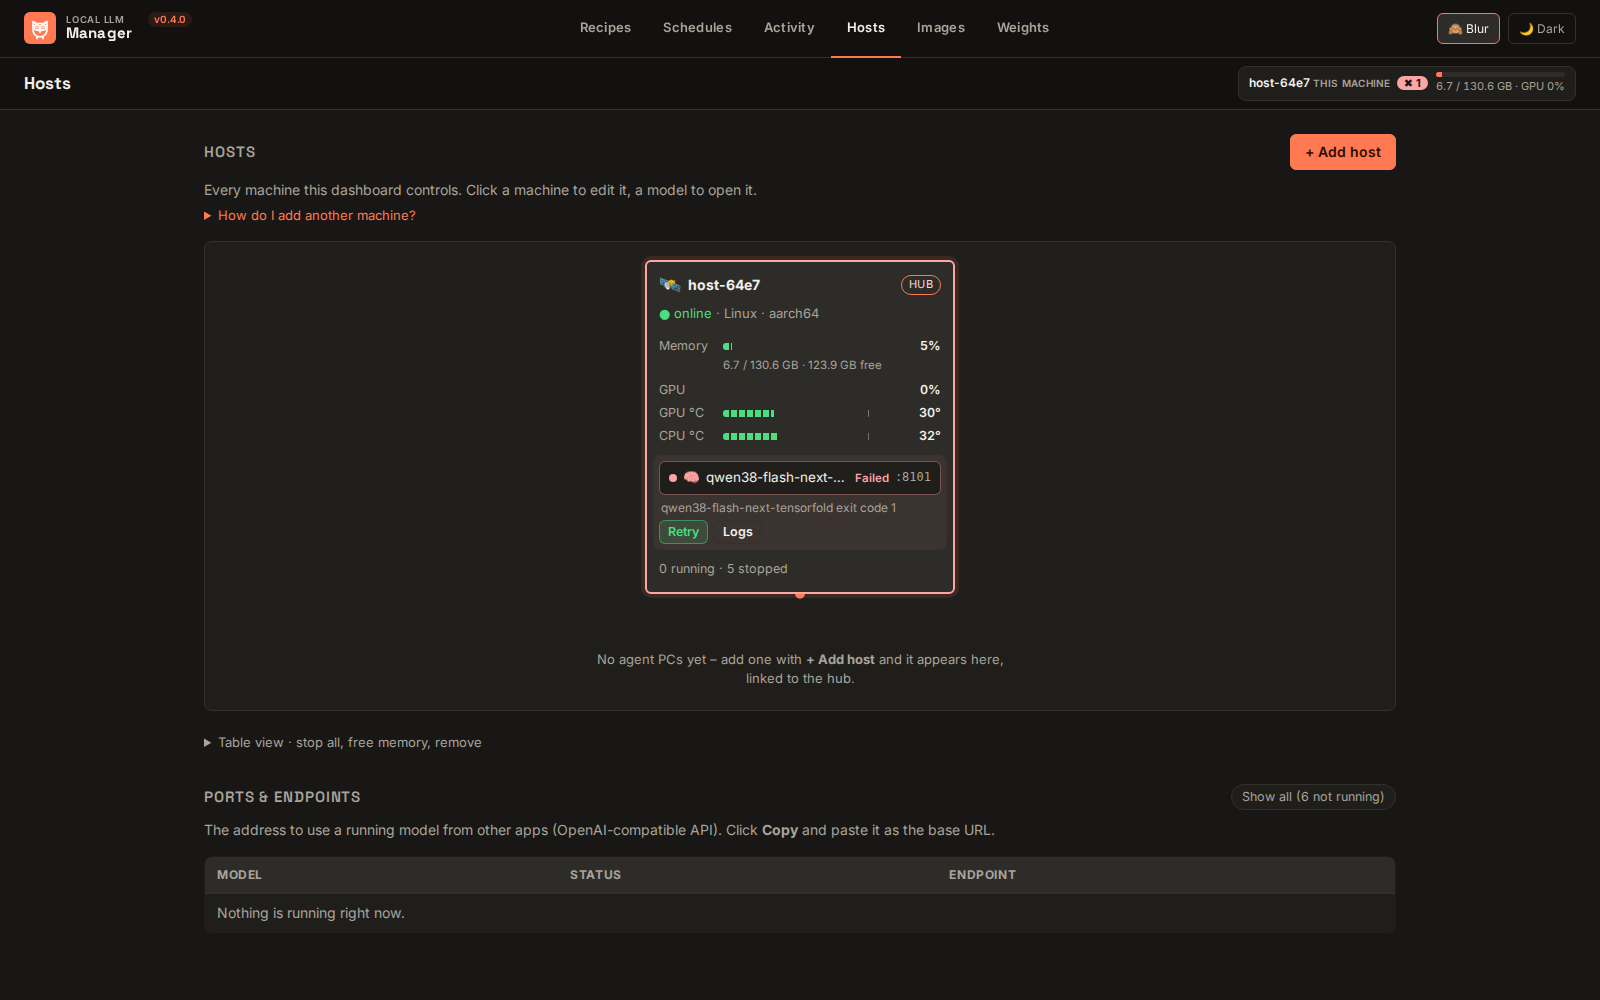 LOCAL LLM
Manager
v0.4.0
Recipes
Schedules
Activity
Hosts
Images
Weights
🙈 Blur
🌙 Dark
Hosts
host-64e7 THIS MACHINE ✖ 1
6.7 / 130.6 GB · GPU 0%
HOSTS
+ Add host
Every machine this dashboard controls. Click a machine to edit it, a model to open it.
▶ How do I add another machine?
host-64e7
HUB
online · Linux · aarch64
Memory 5%
6.7 / 130.6 GB · 123.9 GB free
GPU 0%
GPU °C 30°
CPU °C 32°
qwen38-flash-next-... Failed :8101
qwen38-flash-next-tensorfold exit code 1
Retry
Logs
0 running · 5 stopped
No agent PCs yet – add one with + Add host and it appears here,
linked to the hub.
▶ Table view · stop all, free memory, remove
PORTS & ENDPOINTS
Show all (6 not running)
The address to use a running model from other apps (OpenAI-compatible API). Click Copy and paste it as the base URL.
MODEL STATUS ENDPOINT
Nothing is running right now.